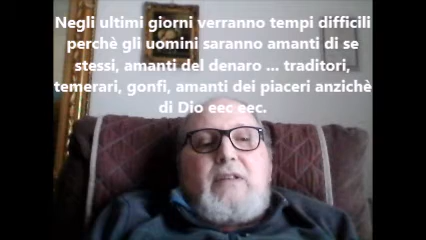 Negli ultimi giorni verranno tempi difficili
perchè gli uomini saranno amanti di se
stessi, amanti del denaro ... traditori,
temerari, gonfi, amanti dei piaceri anzichè
di Dio eec eec.